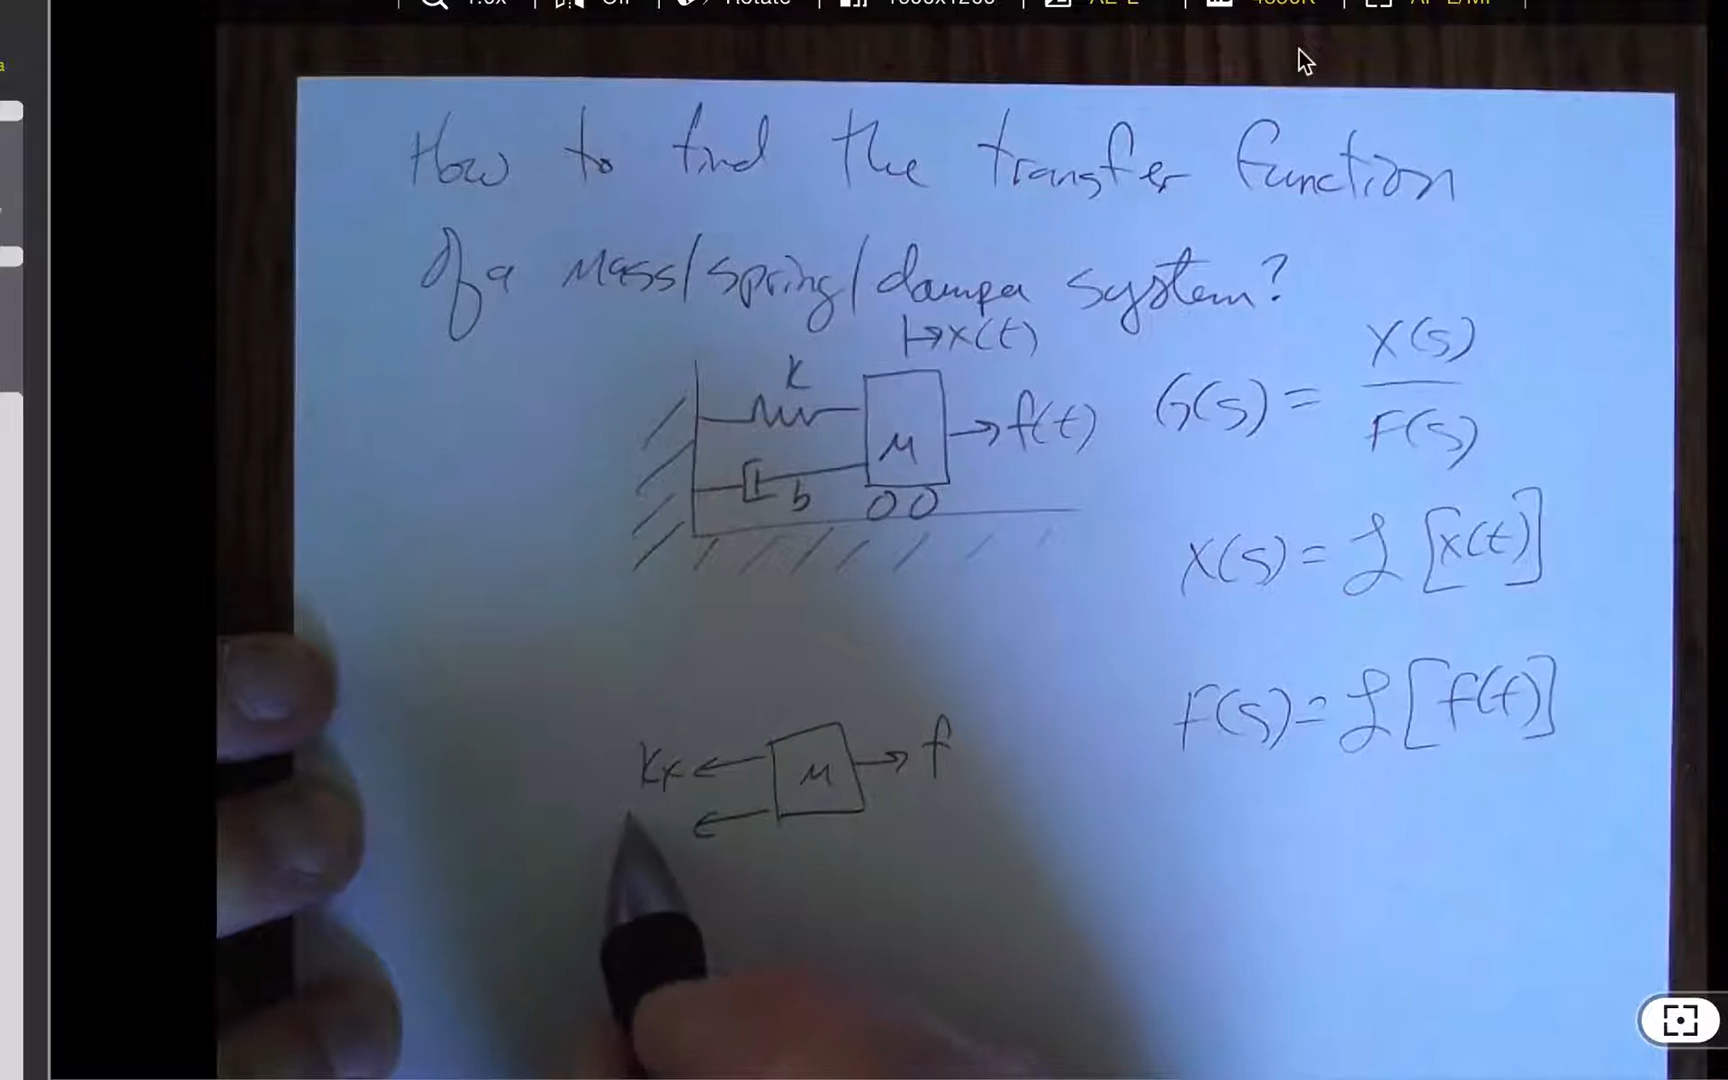 How to find the transfer function
of a mass/spring/damper system?
x(t)
k
M
f(t)
b
G(s) = X(s)
F(s)
X(s) = ℒ [x(t)]
F(s) = ℒ [f(t)]
kx
M
f